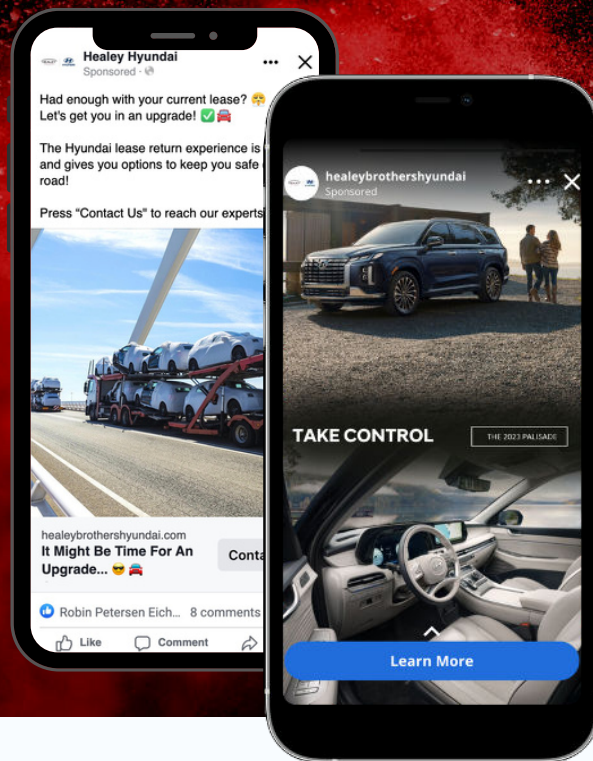 Healey Hyundai
Sponsored ·
Had enough with your current lease? 😤
Let's get you in an upgrade! ✅🚘
The Hyundai lease return experience is
and gives you options to keep you safe
road!
Press "Contact Us" to reach our experts
healeybrothershyundai.com
It Might Be Time For An
Upgrade... 😎🚘
Conta
Robin Petersen Eich... 8 comments
Like Comment
healeybrothershyundai
Sponsored
TAKE CONTROL
THE 2023 PALISADE
Learn More